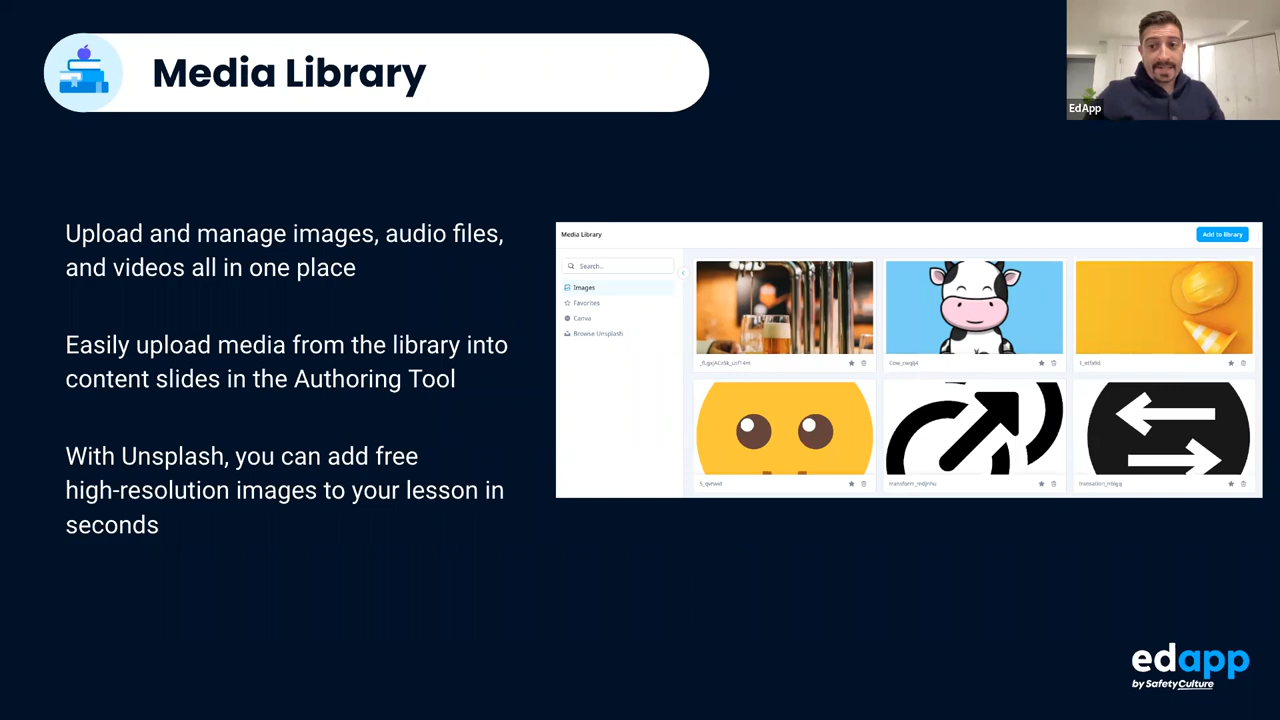 Media Library
EdApp
Upload and manage images, audio files,
and videos all in one place
Easily upload media from the library into
content slides in the Authoring Tool
With Unsplash, you can add free
high-resolution images to your lesson in
seconds
Media Library
Add to library
Search...
Images
Favorites
Canva
Browse Unsplash
edapp
by SafetyCulture